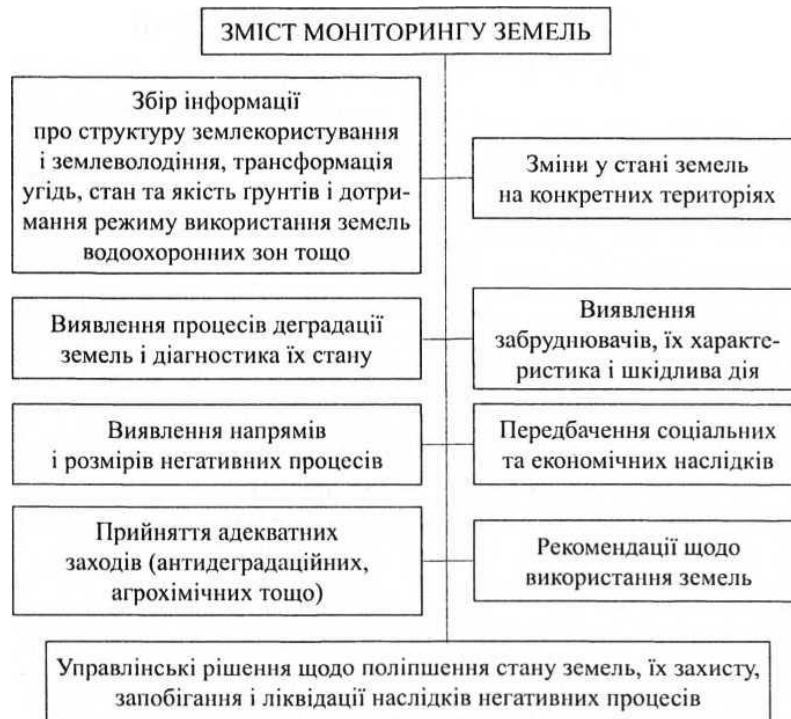 ЗМІСТ МОНІТОРИНГУ ЗЕМЕЛЬ
Збір інформації
про структуру землекористування
і землеволодіння, трансформація
угідь, стан та якість ґрунтів і дотри-
мання режиму використання земель
водоохоронних зон тощо
Зміни у стані земель
на конкретних територіях
Виявлення процесів деградації
земель і діагностика їх стану
Виявлення
забруднювачів, їх характе-
ристика і шкідлива дія
Виявлення напрямів
і розмірів негативних процесів
Передбачення соціальних
та економічних наслідків
Прийняття адекватних
заходів (антидеградаційних,
агрохімічних тощо)
Рекомендації щодо
використання земель
Управлінські рішення щодо поліпшення стану земель, їх захисту,
запобігання і ліквідації наслідків негативних процесів